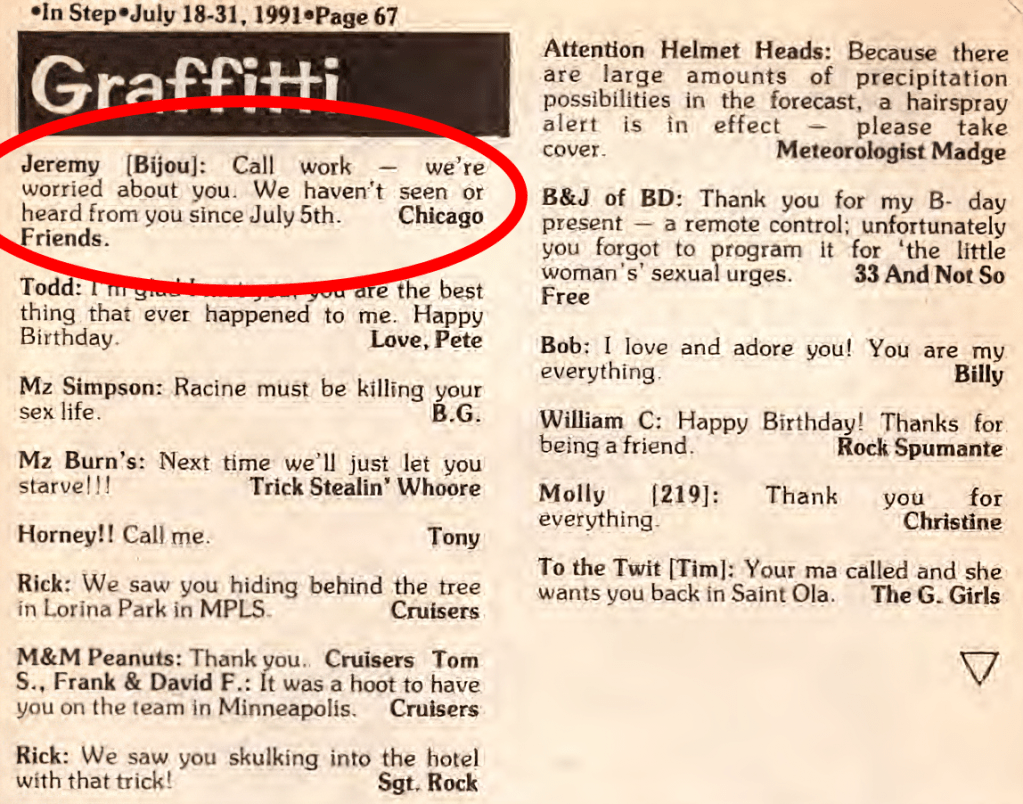 •In Step•July 18-31, 1991•Page 67
Graffitti
Jeremy [Bijou]: Call work — we're
worried about you. We haven't seen or
heard from you since July 5th. Chicago
Friends.
Todd: I'm glad I met you, you are the best
thing that ever happened to me. Happy
Birthday. Love, Pete
Mz Simpson: Racine must be killing your
sex life. B.G.
Mz Burn's: Next time we'll just let you
starve!!! Trick Stealin' Whoore
Horney!! Call me. Tony
Rick: We saw you hiding behind the tree
in Lorina Park in MPLS. Cruisers
M&M Peanuts: Thank you. Cruisers Tom
S., Frank & David F.: It was a hoot to have
you on the team in Minneapolis. Cruisers
Rick: We saw you skulking into the hotel
with that trick! Sgt. Rock
Attention Helmet Heads: Because there
are large amounts of precipitation
possibilities in the forecast, a hairspray
alert is in effect — please take
cover. Meteorologist Madge
B&J of BD: Thank you for my B- day
present — a remote control; unfortunately
you forgot to program it for 'the little
woman's' sexual urges. 33 And Not So
Free
Bob: I love and adore you! You are my
everything. Billy
William C: Happy Birthday! Thanks for
being a friend. Rock Spumante
Molly [219]: Thank you for
everything. Christine
To the Twit [Tim]: Your ma called and she
wants you back in Saint Ola. The G. Girls